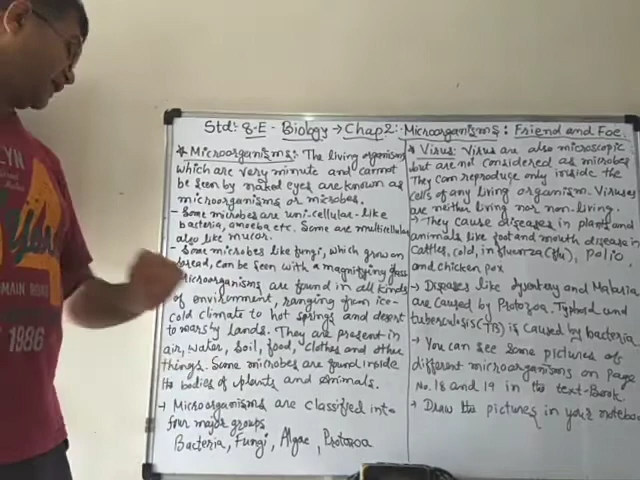 Std: 8-E - Biology → Chap 2:- Microorganisms: Friend and Foe.
* Microorganisms: The living organisms
which are very minute and cannot
be seen by naked eyes are known as
microorganisms or microbes.
- Some microbes are uni-cellular-like
bacteria, amoeba etc. Some are multicellular
also like mucor.
- Some microbes like fungi, which grow on
bread, can be seen with a magnifying glass
Microorganisms are found in all kinds
of environment, ranging from ice-
cold climate to hot springs and desert
to marshy lands. They are present in
air, water, soil, food, clothes and other
things. Some microbes are found inside
the bodies of plants and animals.
→ Microorganisms are classified into
four major groups
Bacteria, Fungi, Algae, Protozoa
* Virus: Virus are also microscopic
but are not considered as microbes
They can reproduce only inside the
cells of any living organism. Viruses
are neither living nor non-living.
→ They cause diseases in plants and
animals like foot and mouth disease in
cattles, cold, influenza (flu), polio,
and chicken pox
→ Diseases like dysentery and Malaria
are caused by Protozoa. Typhoid and
tuberculosis (TB) is caused by bacteria
→ You can see some pictures of
different microorganisms on page
No. 18 and 19 in the text-Book.
→ Draw the pictures in your notebook
LYN
MAIN ROAD
1986